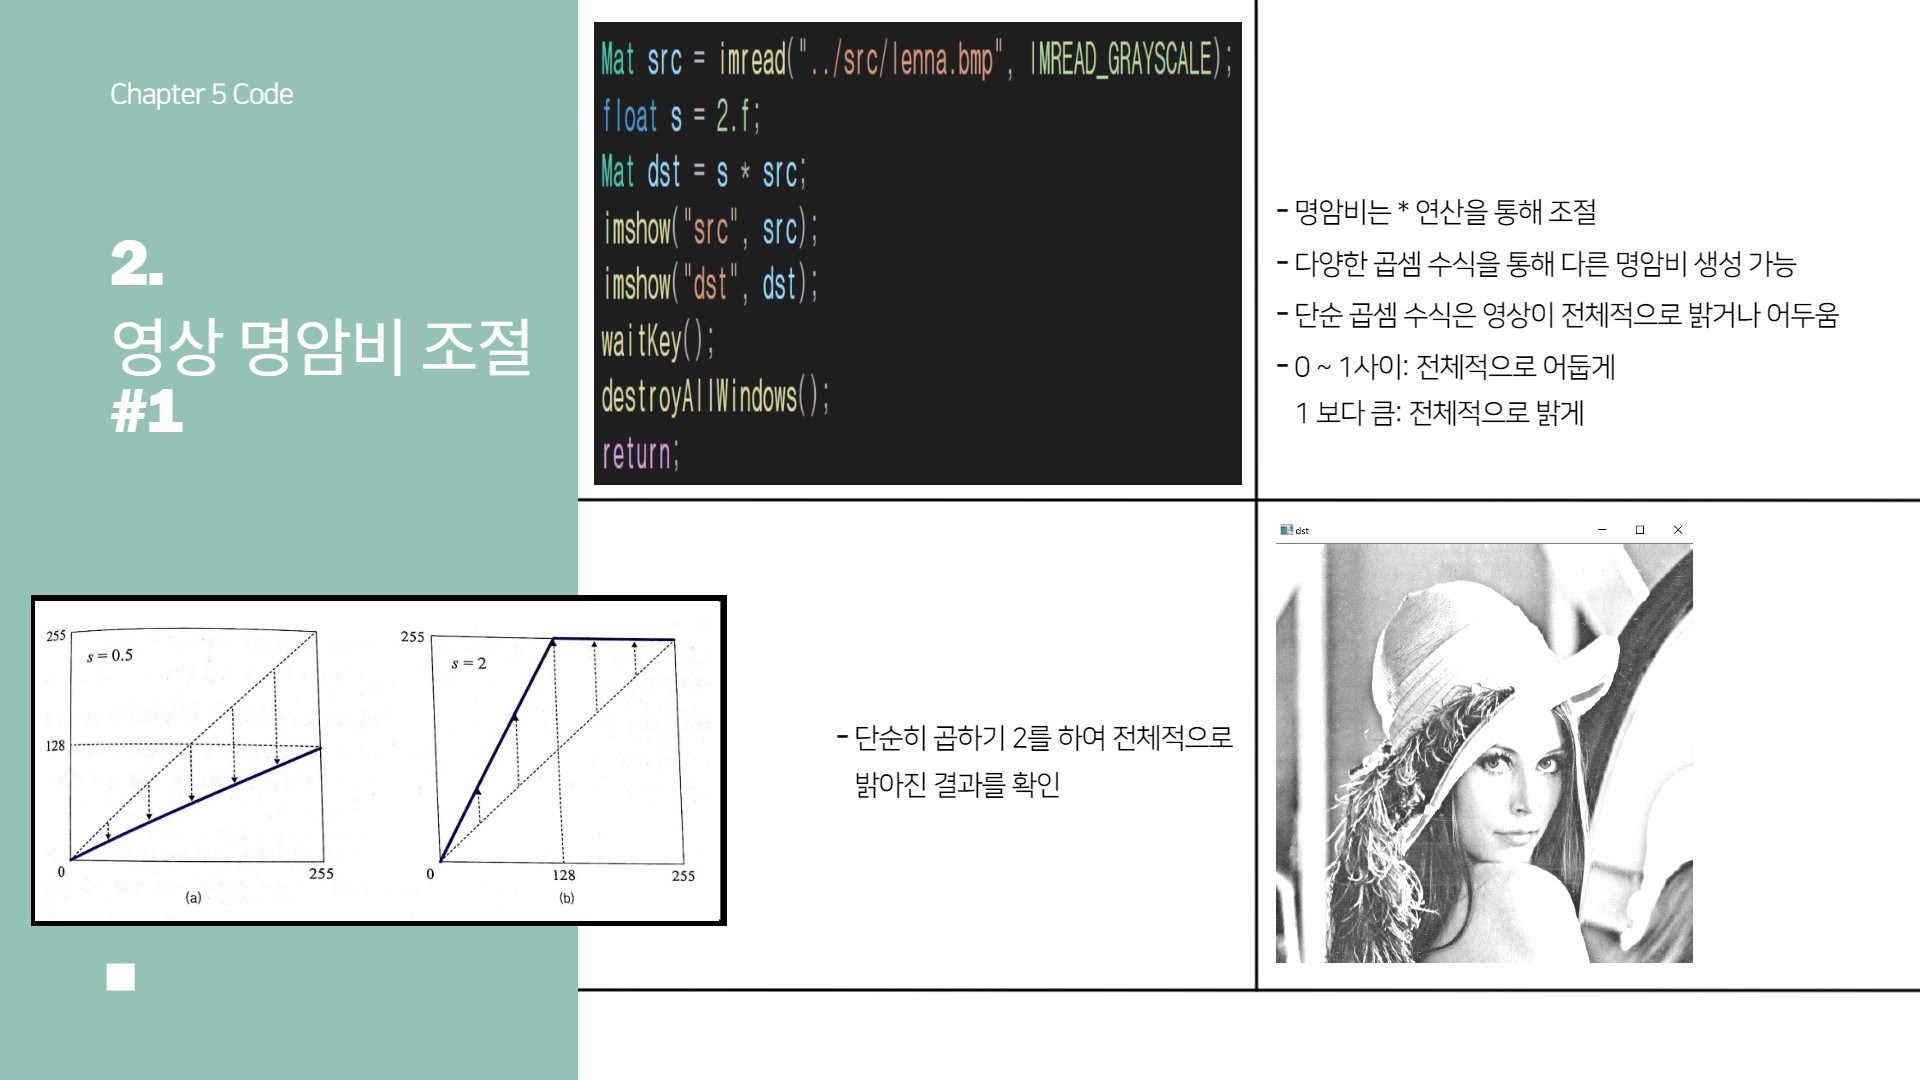 Chapter 5 Code
2.
영상 명암비 조절
#1
Mat src = imread("../src/lenna.bmp", IMREAD_GRAYSCALE);
float s = 2.f;
Mat dst = s * src;
imshow("src", src);
imshow("dst", dst);
waitKey();
destroyAllWindows();
return;
- 명암비는 * 연산을 통해 조절
- 다양한 곱셈 수식을 통해 다른 명암비 생성 가능
- 단순 곱셈 수식은 영상이 전체적으로 밝거나 어두움
- 0 ~ 1사이: 전체적으로 어둡게
1 보다 큼: 전체적으로 밝게
255
s = 0.5
128
0
255
(a)
255
s = 2
0
128
255
(b)
- 단순히 곱하기 2를 하여 전체적으로
밝아진 결과를 확인
dst